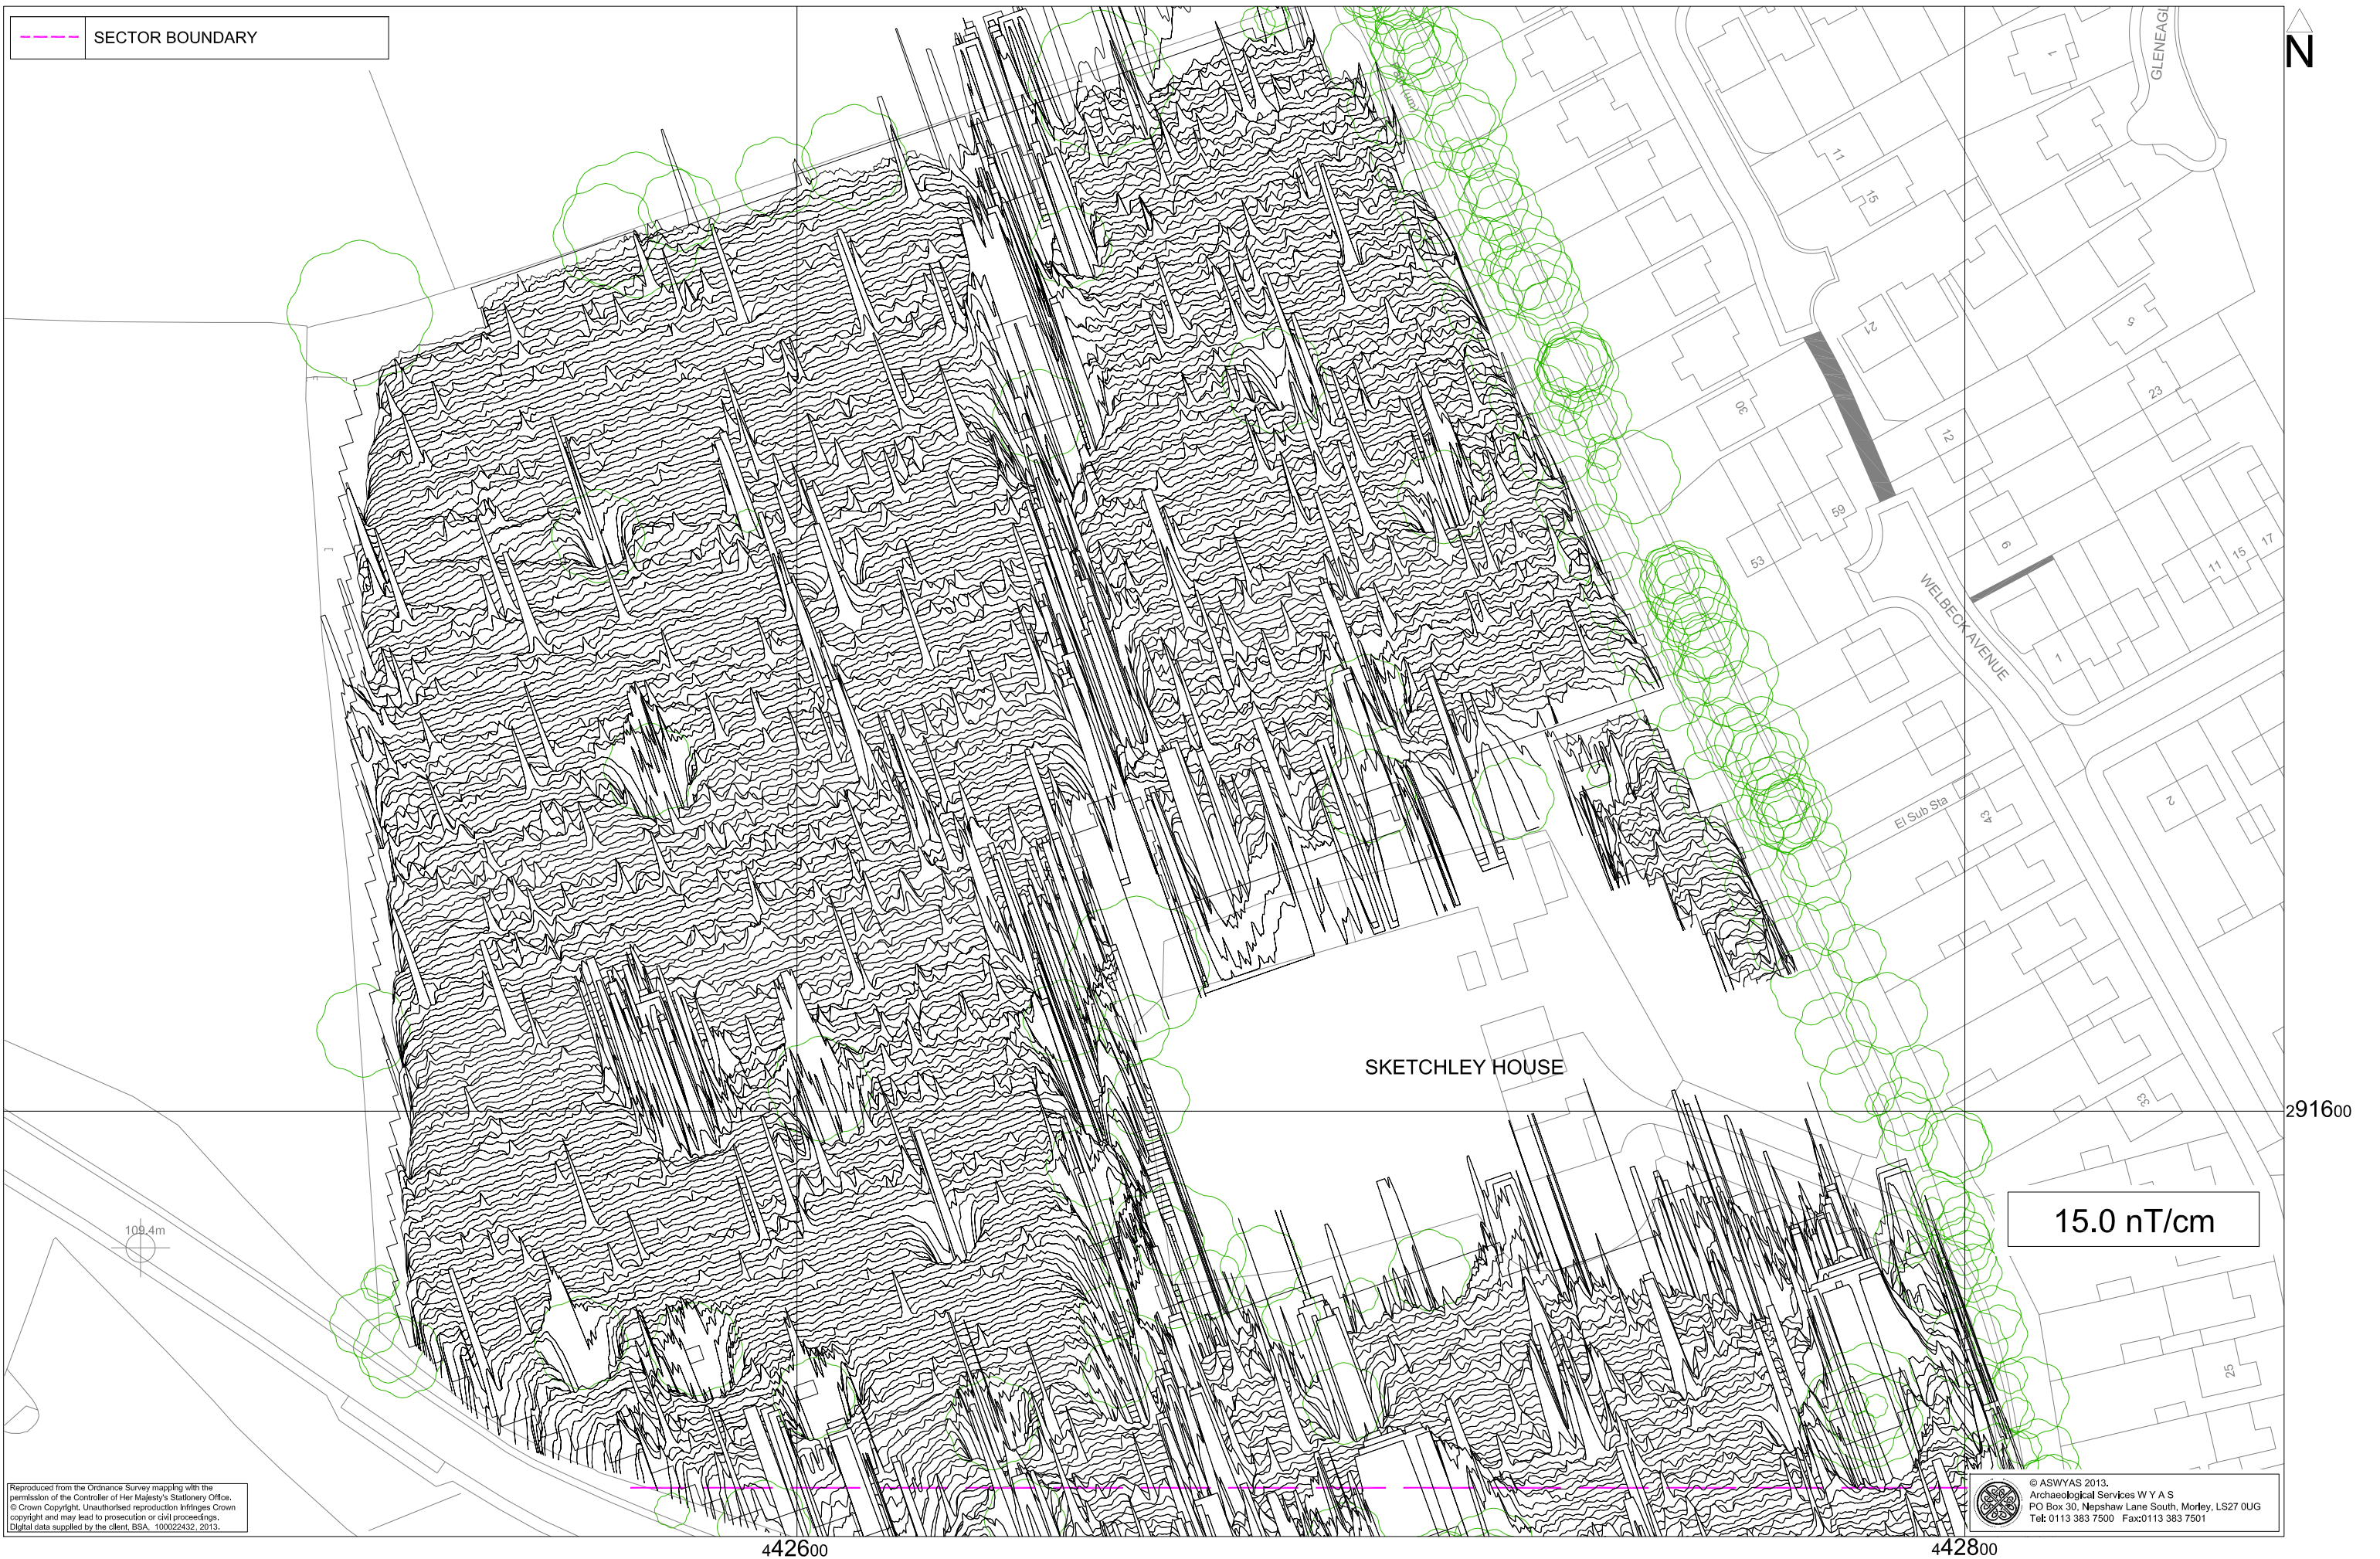 SECTOR BOUNDARY
N
GLENEAGL
1
11
15
5
21
23
30
12
59
53
6
17
15
11
WELBECK AVENUE
1
2
El Sub Sta
43
SKETCHLEY HOUSE
33
291600
15.0 nT/cm
109.4m
25
Reproduced from the Ordnance Survey mapping with the
permission of the Controller of Her Majesty's Stationery Office.
© Crown Copyright. Unauthorised reproduction infringes Crown
copyright and may lead to prosecution or civil proceedings.
Digital data supplied by the client, BSA, 100022432, 2013.
© ASWYAS 2013.
Archaeological Services W Y A S
PO Box 30, Nepshaw Lane South, Morley, LS27 0UG
Tel: 0113 383 7500 Fax:0113 383 7501
442600
442800